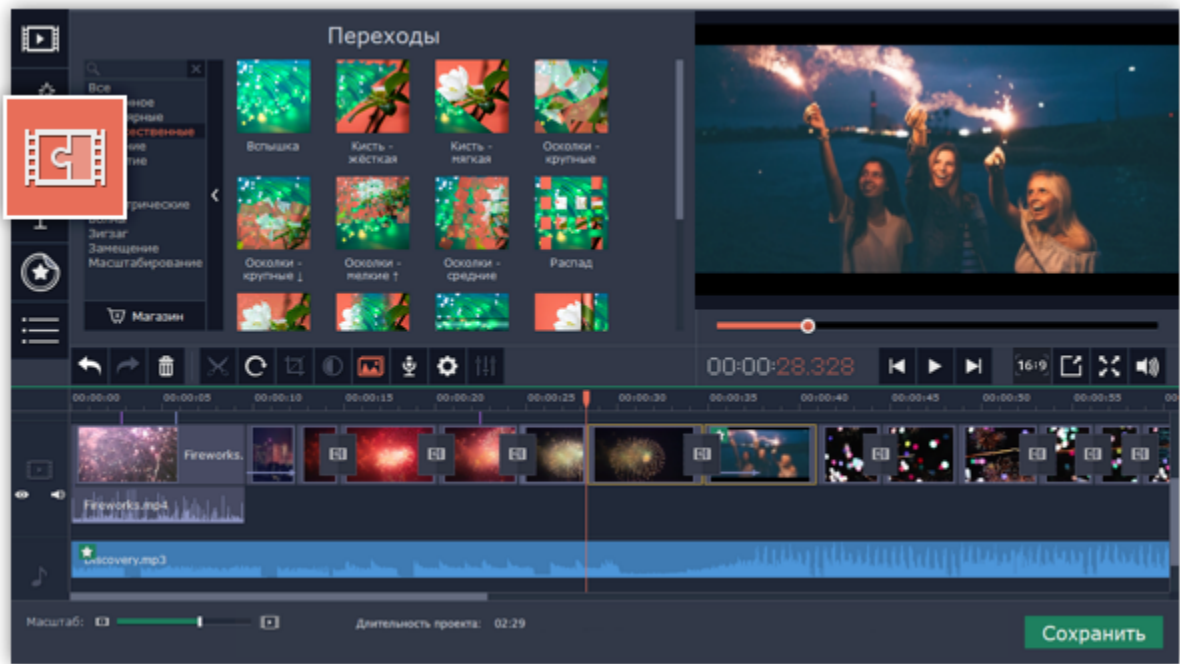 Переходы
Все
Зигзаг
Замещение
Масштабирование
Магазин
Вспышка
Кисть -
жёсткая
Кисть -
мягкая
Осколки -
крупные
Осколки -
крупные ↓
Осколки -
мелкие ↑
Осколки -
средние
Распад
00:00:28.328
16:9
00:00:00
00:00:05
00:00:10
00:00:15
00:00:20
00:00:25
00:00:30
00:00:35
00:00:40
00:00:45
00:00:50
00:00:55
00
Fireworks.
Fireworks.mp4
Discovery.mp3
Масштаб:
Длительность проекта: 02:29
Сохранить